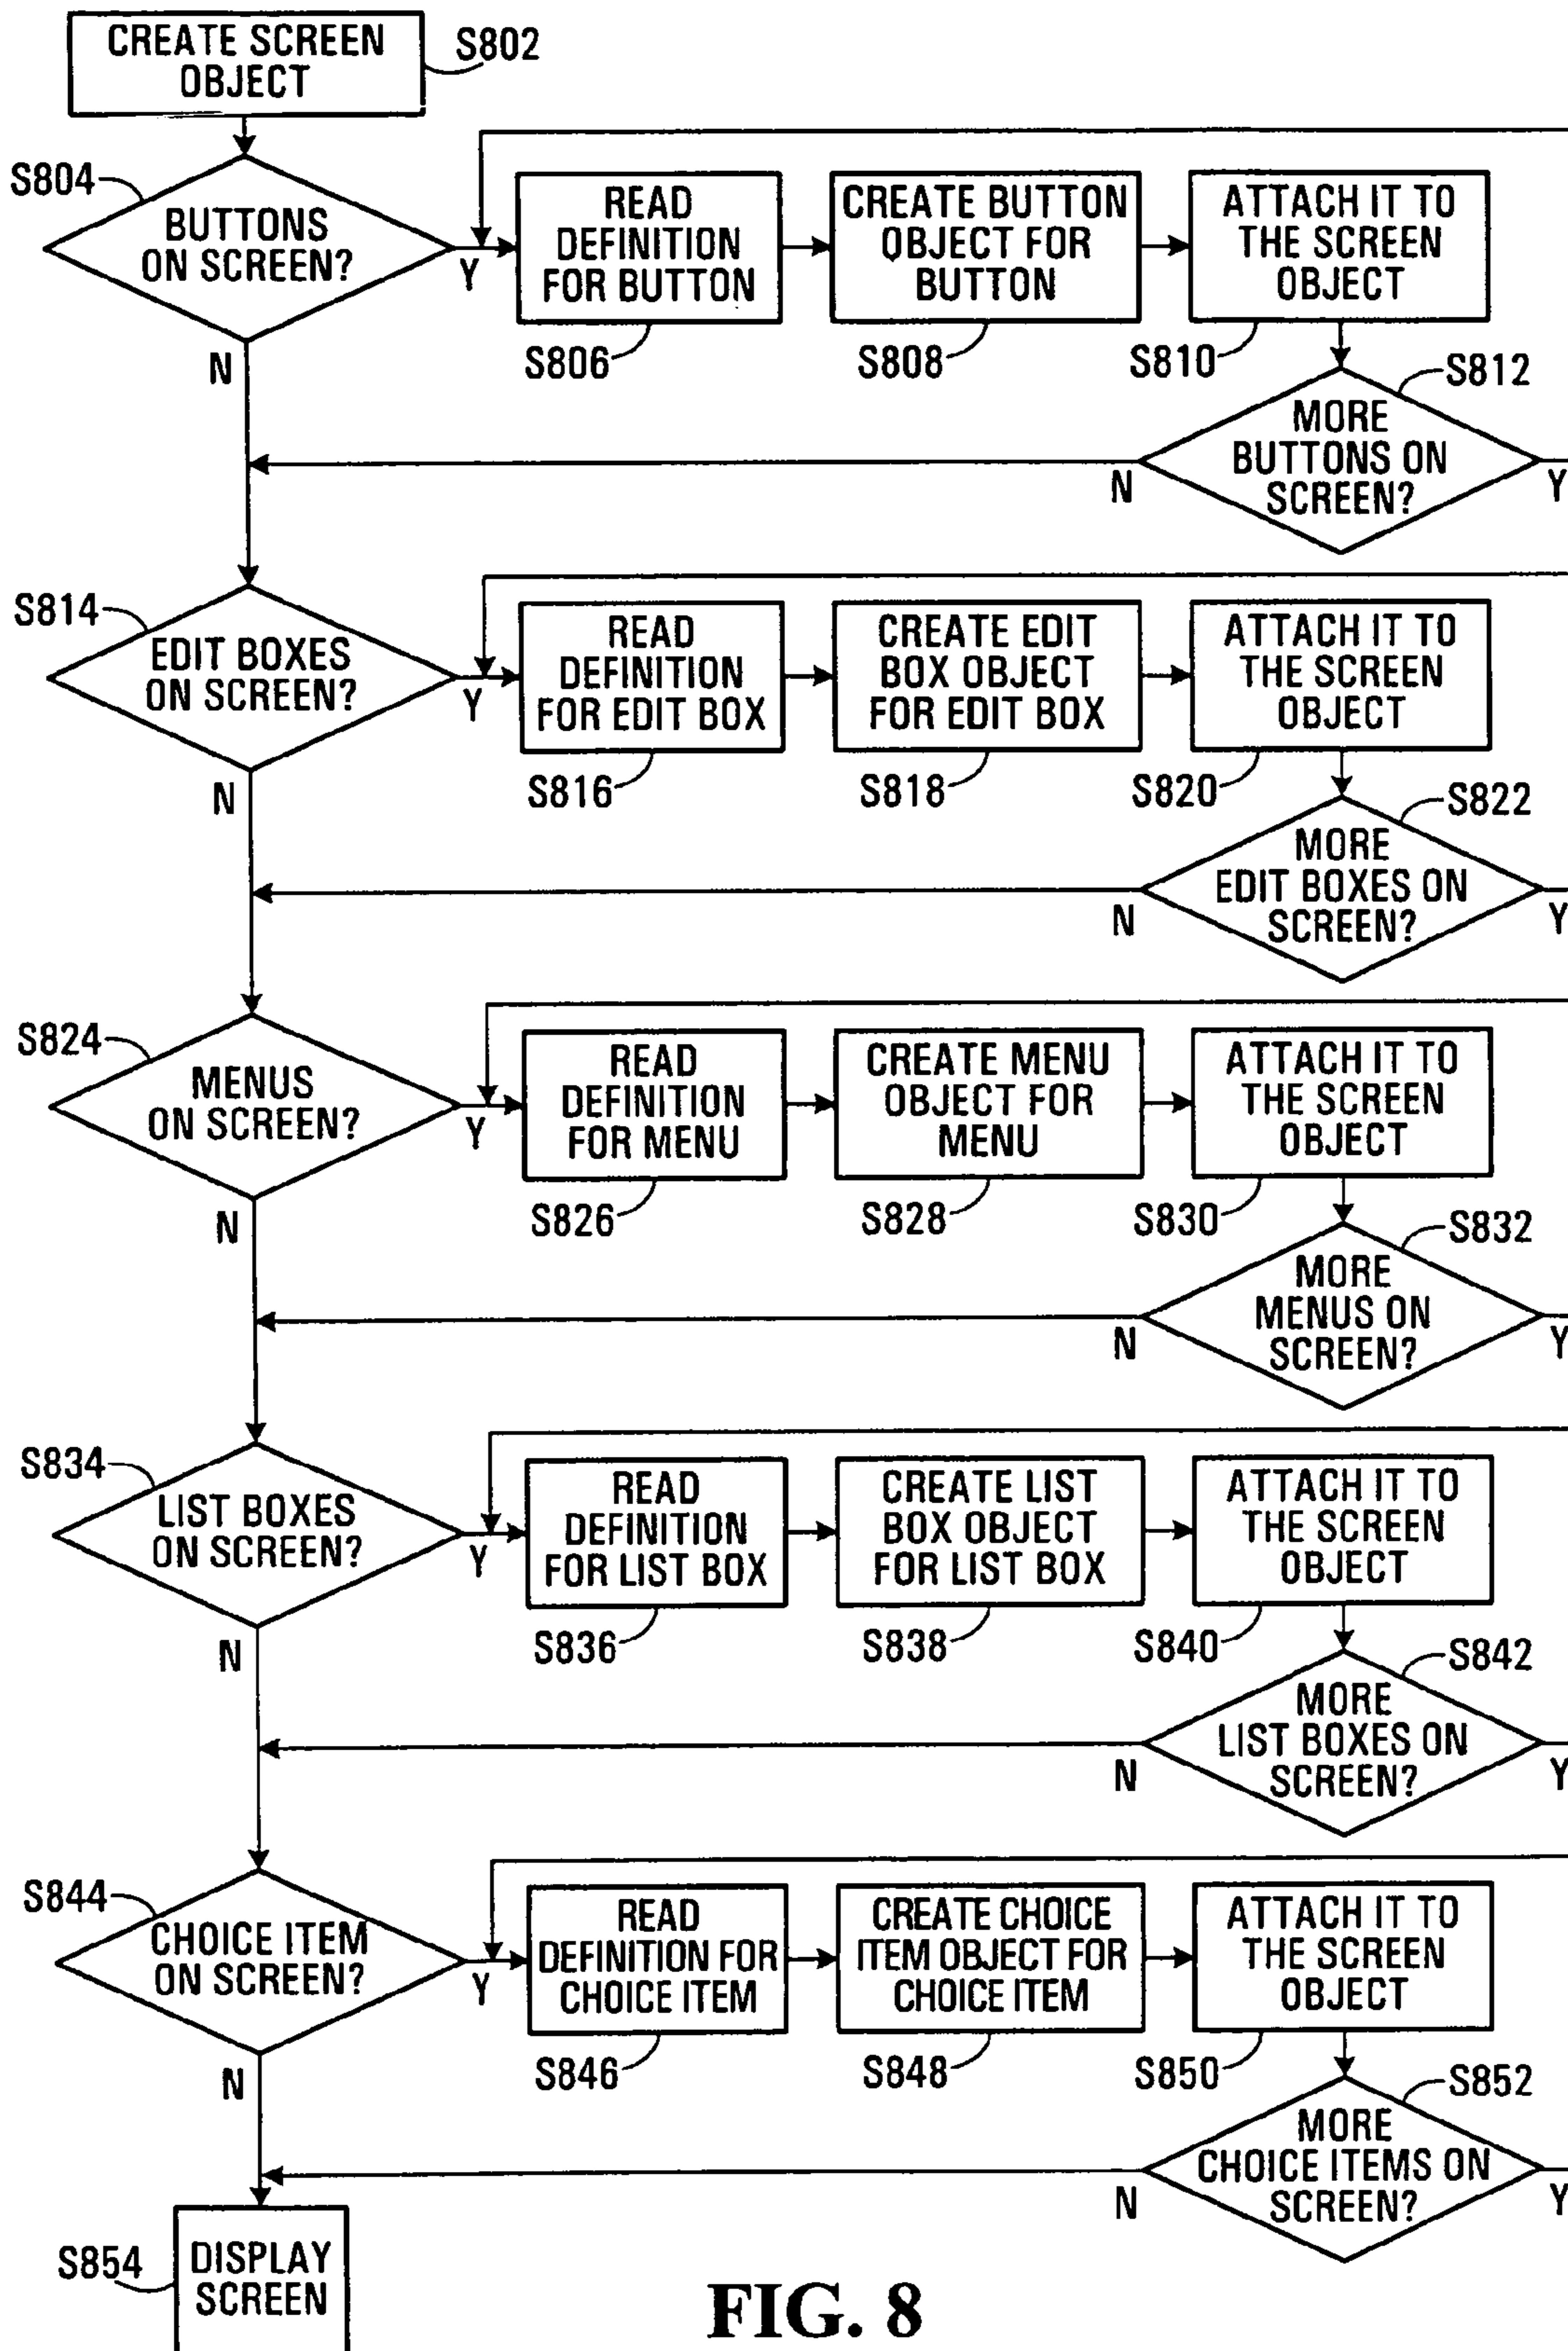 CREATE SCREEN
OBJECT
S802
S804
BUTTONS
ON SCREEN?
Y
N
READ
DEFINITION
FOR BUTTON
S806
CREATE BUTTON
OBJECT FOR
BUTTON
S808
ATTACH IT TO
THE SCREEN
OBJECT
S810
S812
MORE
BUTTONS ON
SCREEN?
N
Y
S814
EDIT BOXES
ON SCREEN?
Y
N
READ
DEFINITION
FOR EDIT BOX
S816
CREATE EDIT
BOX OBJECT
FOR EDIT BOX
S818
ATTACH IT TO
THE SCREEN
OBJECT
S820
S822
MORE
EDIT BOXES ON
SCREEN?
N
Y
S824
MENUS
ON SCREEN?
Y
N
READ
DEFINITION
FOR MENU
S826
CREATE MENU
OBJECT FOR
MENU
S828
ATTACH IT TO
THE SCREEN
OBJECT
S830
S832
MORE
MENUS ON
SCREEN?
N
Y
S834
LIST BOXES
ON SCREEN?
Y
N
READ
DEFINITION
FOR LIST BOX
S836
CREATE LIST
BOX OBJECT
FOR LIST BOX
S838
ATTACH IT TO
THE SCREEN
OBJECT
S840
S842
MORE
LIST BOXES ON
SCREEN?
N
Y
S844
CHOICE ITEM
ON SCREEN?
Y
N
READ
DEFINITION FOR
CHOICE ITEM
S846
CREATE CHOICE
ITEM OBJECT FOR
CHOICE ITEM
S848
ATTACH IT TO
THE SCREEN
OBJECT
S850
S852
MORE
CHOICE ITEMS ON
SCREEN?
N
Y
S854
DISPLAY
SCREEN
FIG. 8